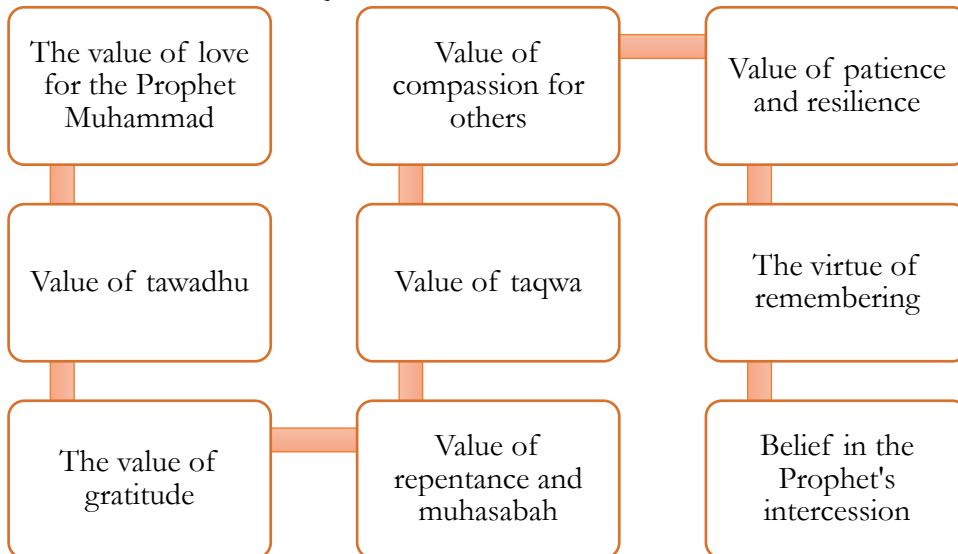 The value of love
for the Prophet
Muhammad
Value of tawadhu
The value of
gratitude
Value of
repentance and
muhasabah
Value of taqwa
Value of
compassion for
others
Value of patience
and resilience
The virtue of
remembering
Belief in the
Prophet's
intercession